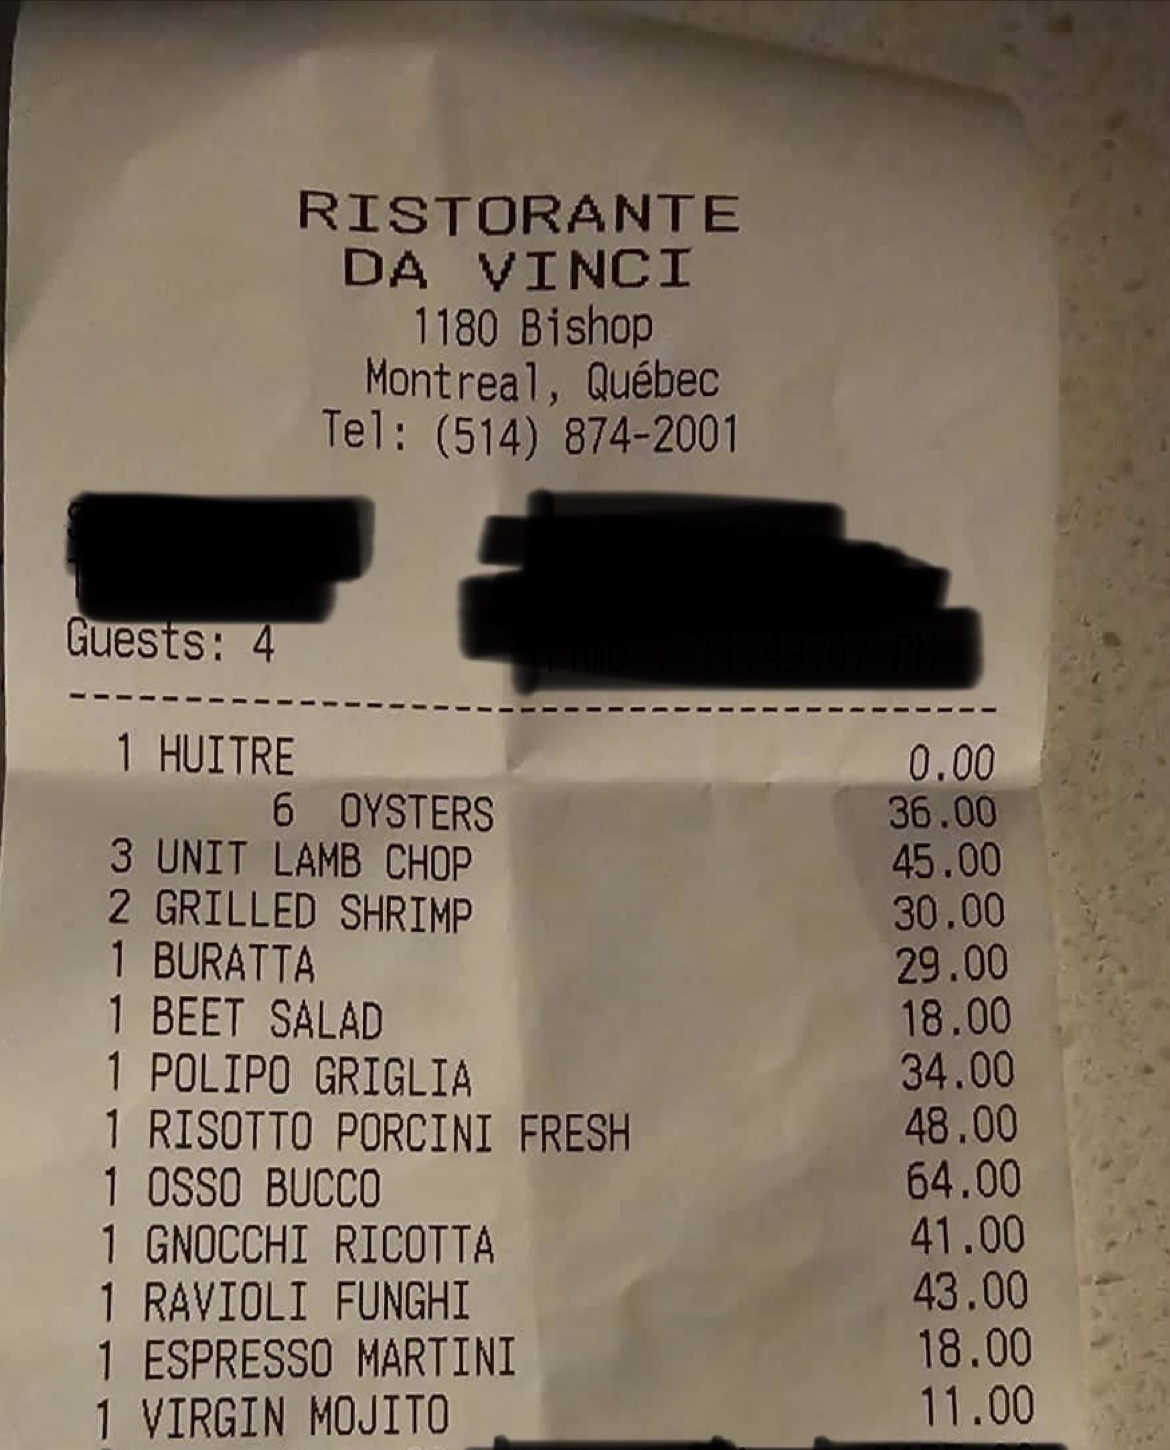 RISTORANTE
DA VINCI
1180 Bishop
Montreal, Québec
Tel: (514) 874-2001
Guests: 4
1 HUITRE 0.00
6 OYSTERS 36.00
3 UNIT LAMB CHOP 45.00
2 GRILLED SHRIMP 30.00
1 BURATTA 29.00
1 BEET SALAD 18.00
1 POLIPO GRIGLIA 34.00
1 RISOTTO PORCINI FRESH 48.00
1 OSSO BUCCO 64.00
1 GNOCCHI RICOTTA 41.00
1 RAVIOLI FUNGHI 43.00
1 ESPRESSO MARTINI 18.00
1 VIRGIN MOJITO 11.00